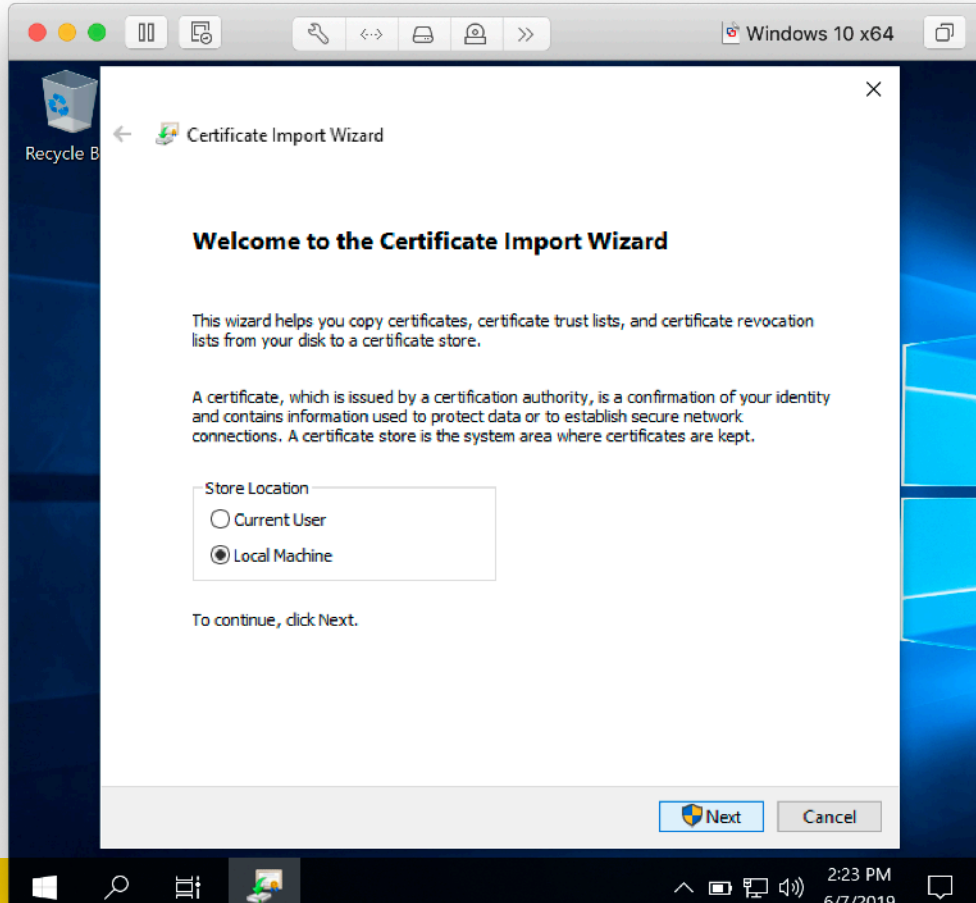 Windows 10 x64
Recycle B
Certificate Import Wizard
Welcome to the Certificate Import Wizard
This wizard helps you copy certificates, certificate trust lists, and certificate revocation
lists from your disk to a certificate store.
A certificate, which is issued by a certification authority, is a confirmation of your identity
and contains information used to protect data or to establish secure network
connections. A certificate store is the system area where certificates are kept.
Store Location
Current User
Local Machine
To continue, click Next.
Next
Cancel
2:23 PM
6/7/2019